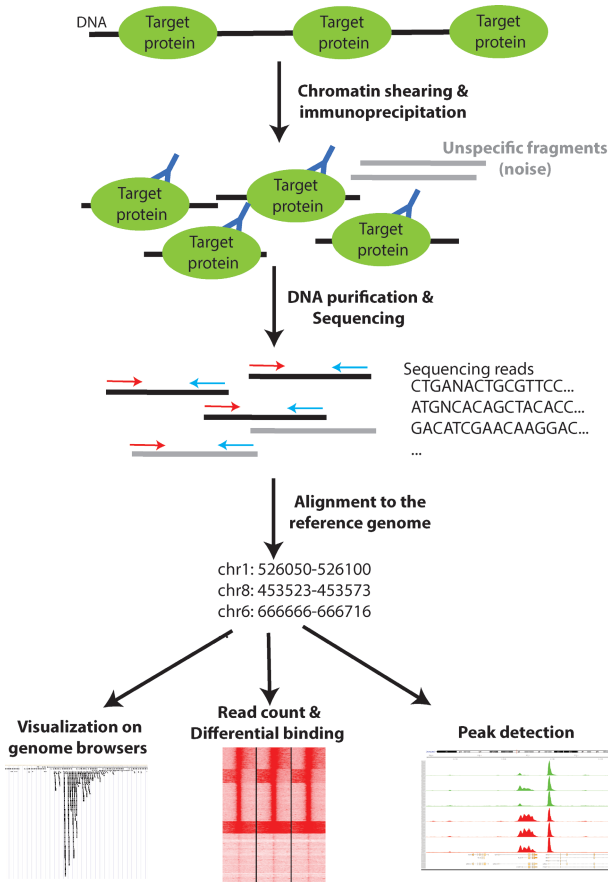 DNA
Target
protein
Target
protein
Target
protein
Chromatin shearing &
immunoprecipitation
Unspecific fragments
(noise)
Target
protein
Target
protein
Target
protein
Target
protein
DNA purification &
Sequencing
Sequencing reads
CTGANACTGCGTTCC...
ATGNCACAGCTACACC...
GACATCGAACAAGGAC...
...
Alignment to the
reference genome
chr1: 526050-526100
chr8: 453523-453573
chr6: 666666-666716
Visualization on
genome browsers
Read count &
Differential binding
Peak detection